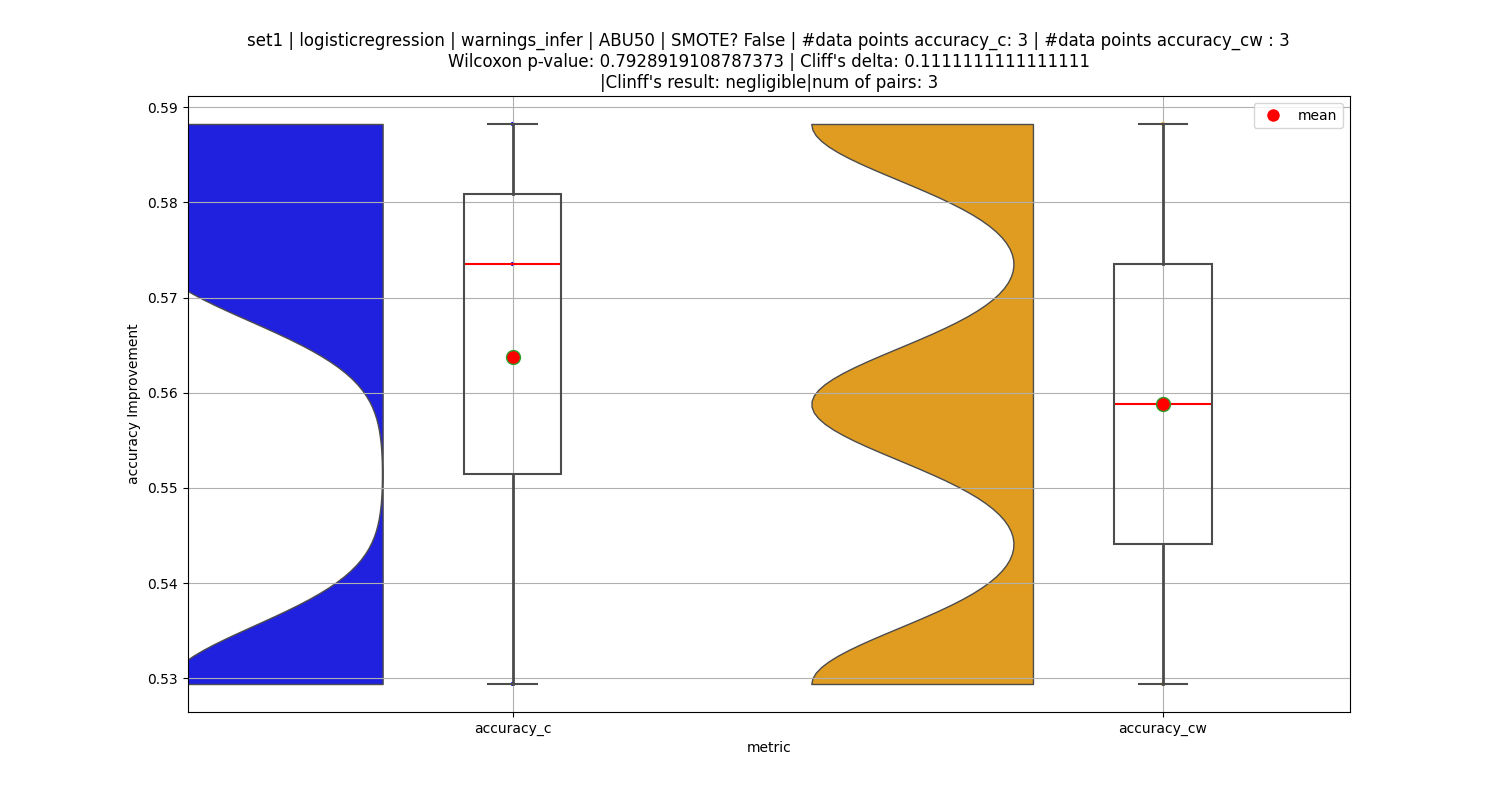 set1 | logisticregression | warnings_infer | ABU50 | SMOTE? False | #data points accuracy_c: 3 | #data points accuracy_cw : 3
Wilcoxon p-value: 0.7928919108787373 | Cliff's delta: 0.1111111111111111
|Clinff's result: negligible|num of pairs: 3
mean
0.59
0.58
0.57
0.56
0.55
0.54
0.53
accuracy Improvement
accuracy_c
accuracy_cw
metric